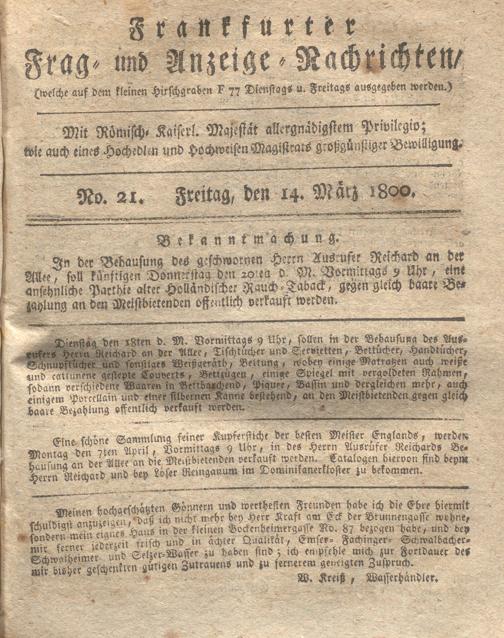 Frankfurter
Frag- und Anzeige-Nachrichten/
(welche auf dem kleinen Hirschgraben F 77 Dienstags u. Freitags ausgegeben werden.)
Mit Römisch- Kaiserl. Majestät allergnädigstem Privilegio;
wie auch eines Hochedlen und Hochweisen Magistrats großgünstiger Bewilligung.
No. 21. Freitag, den 14. März 1800.
Bekanntmachung.
In der Behausung des geschwornen Herrn Ausrufer Reichard an der
Allee, soll künftigen Donnerstag den 20ten d. M. Vormittags 9 Uhr, eine
ansehnliche Parthie alter Holländischer Rauch-Taback, gegen gleich baare Be-
zahlung an den Meistbietenden öffentlich verkauft werden.
Dienstag den 18ten d. M. Vormittags 9 Uhr, sollen in der Behausung des Aus-
rufers Herrn Reichard an der Allee, Tischtücher und Servietten, Bettücher, Handtücher,
Schnupftücher und sonstiges Weißgeräth, Bettung, wobey einige Matratzen auch weisse
und cattunene gesteppte Couverts, Bettzügen, einige Spiegel mit vergoldeten Rahmen,
sodann verschiedene Waaren in Bettbarchend, Piquee, Bassin und dergleichen mehr, auch
einigem Porcellain und einer silbernen Kanne bestehend, an den Meistbietenden gegen gleich
baare Bezahlung öffentlich verkauft werden.
Eine schöne Sammlung feiner Kupferstiche der besten Meister Englands, werden
Montag den 7ten April, Vormittags 9 Uhr, in des Herrn Ausrufer Reichards Be-
hausung an der Allee an die Meistbietenden verkauft werden. Catalogen hiervon sind beym
Herrn Reichard und bey Löser Reinganum im Dominikanerkloster zu bekommen.
Meinen hochgeschätzten Gönnern und werthesten Freunden habe ich die Ehre hiermit
schuldigst anzuzeigen, daß ich nicht mehr bey Herr Kraft am Eck der Brunnengasse wohne,
sondern mein eignes Haus in der kleinen Bockenheimergasse No. 87 bezogen habe, und bey
mir ferner jederzeit frisch und in ächter Qualität, Emser- Fachinger- Schwalbacher-
Schwalheimer- und Selzer-Wasser zu haben sind; ich empfehle mich zur Fortdauer des
mir bisher geschenkten gütigen Zutrauens und zu fernerem geneigten Zuspruch.
W. Kreiß, Wasserhändler.